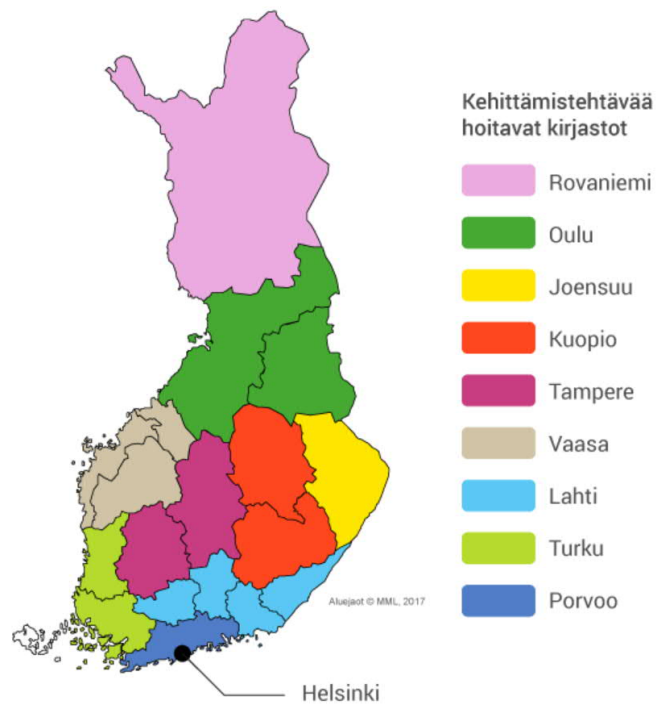 Kehittämistehtävää
hoitavat kirjastot
Rovaniemi
Oulu
Joensuu
Kuopio
Tampere
Vaasa
Lahti
Turku
Porvoo
Aluejaot © MML, 2017
Helsinki